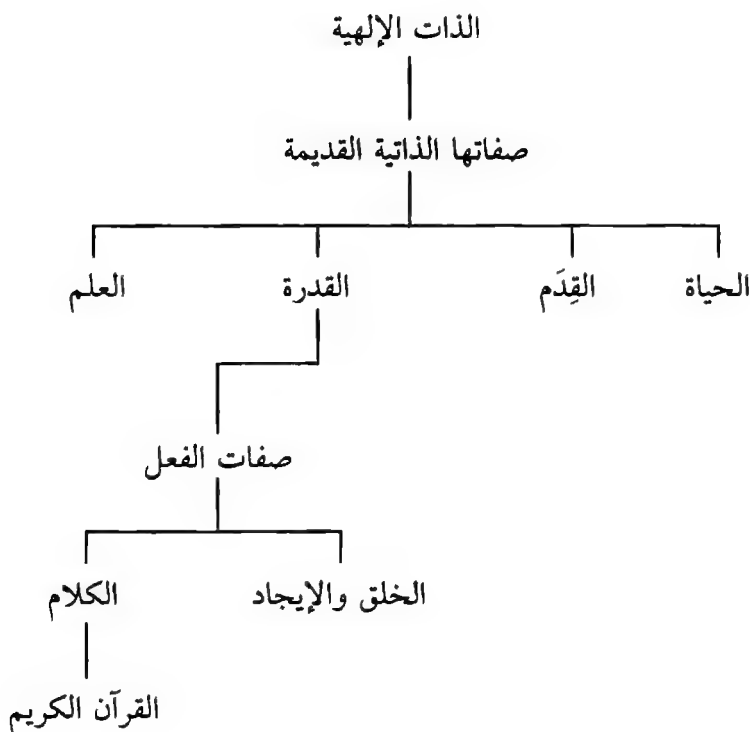 الذات الإلهية
صفاتها الذاتية القديمة
الحياة القِدَم القدرة العلم
صفات الفعل
الخلق والإيجاد الكلام
القرآن الكريم